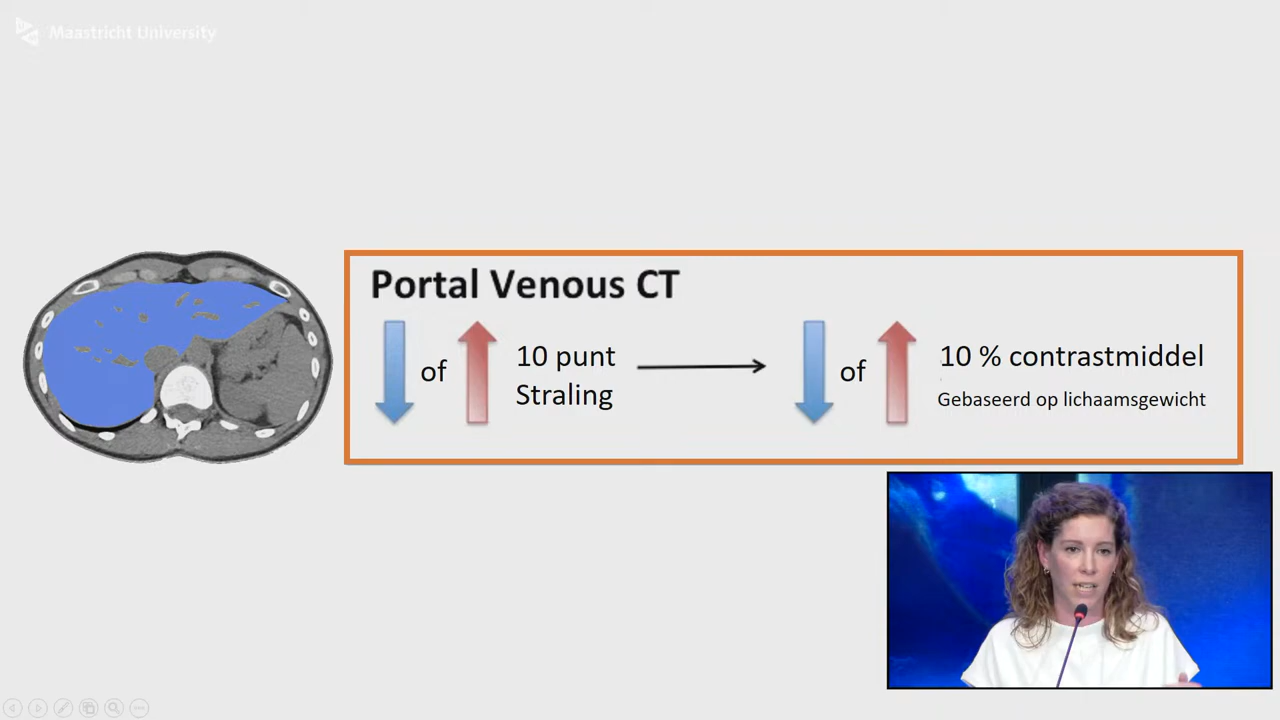 Maastricht University
Portal Venous CT
of
10 punt
Straling
of
10 % contrastmiddel
Gebaseerd op lichaamsgewicht